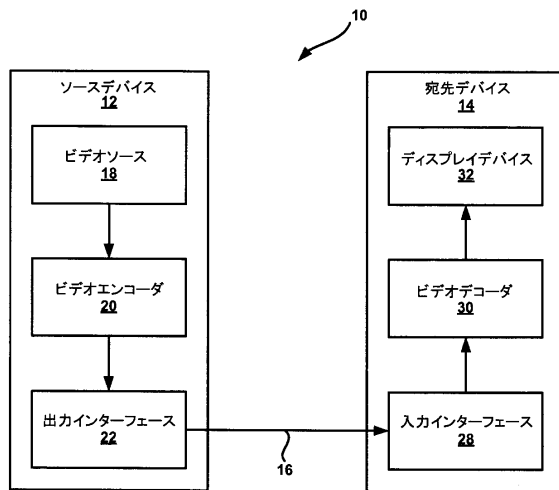 10
ソースデバイス
12
ビデオソース
18
ビデオエンコーダ
20
出力インターフェース
22
16
宛先デバイス
14
ディスプレイデバイス
32
ビデオデコーダ
30
入力インターフェース
28